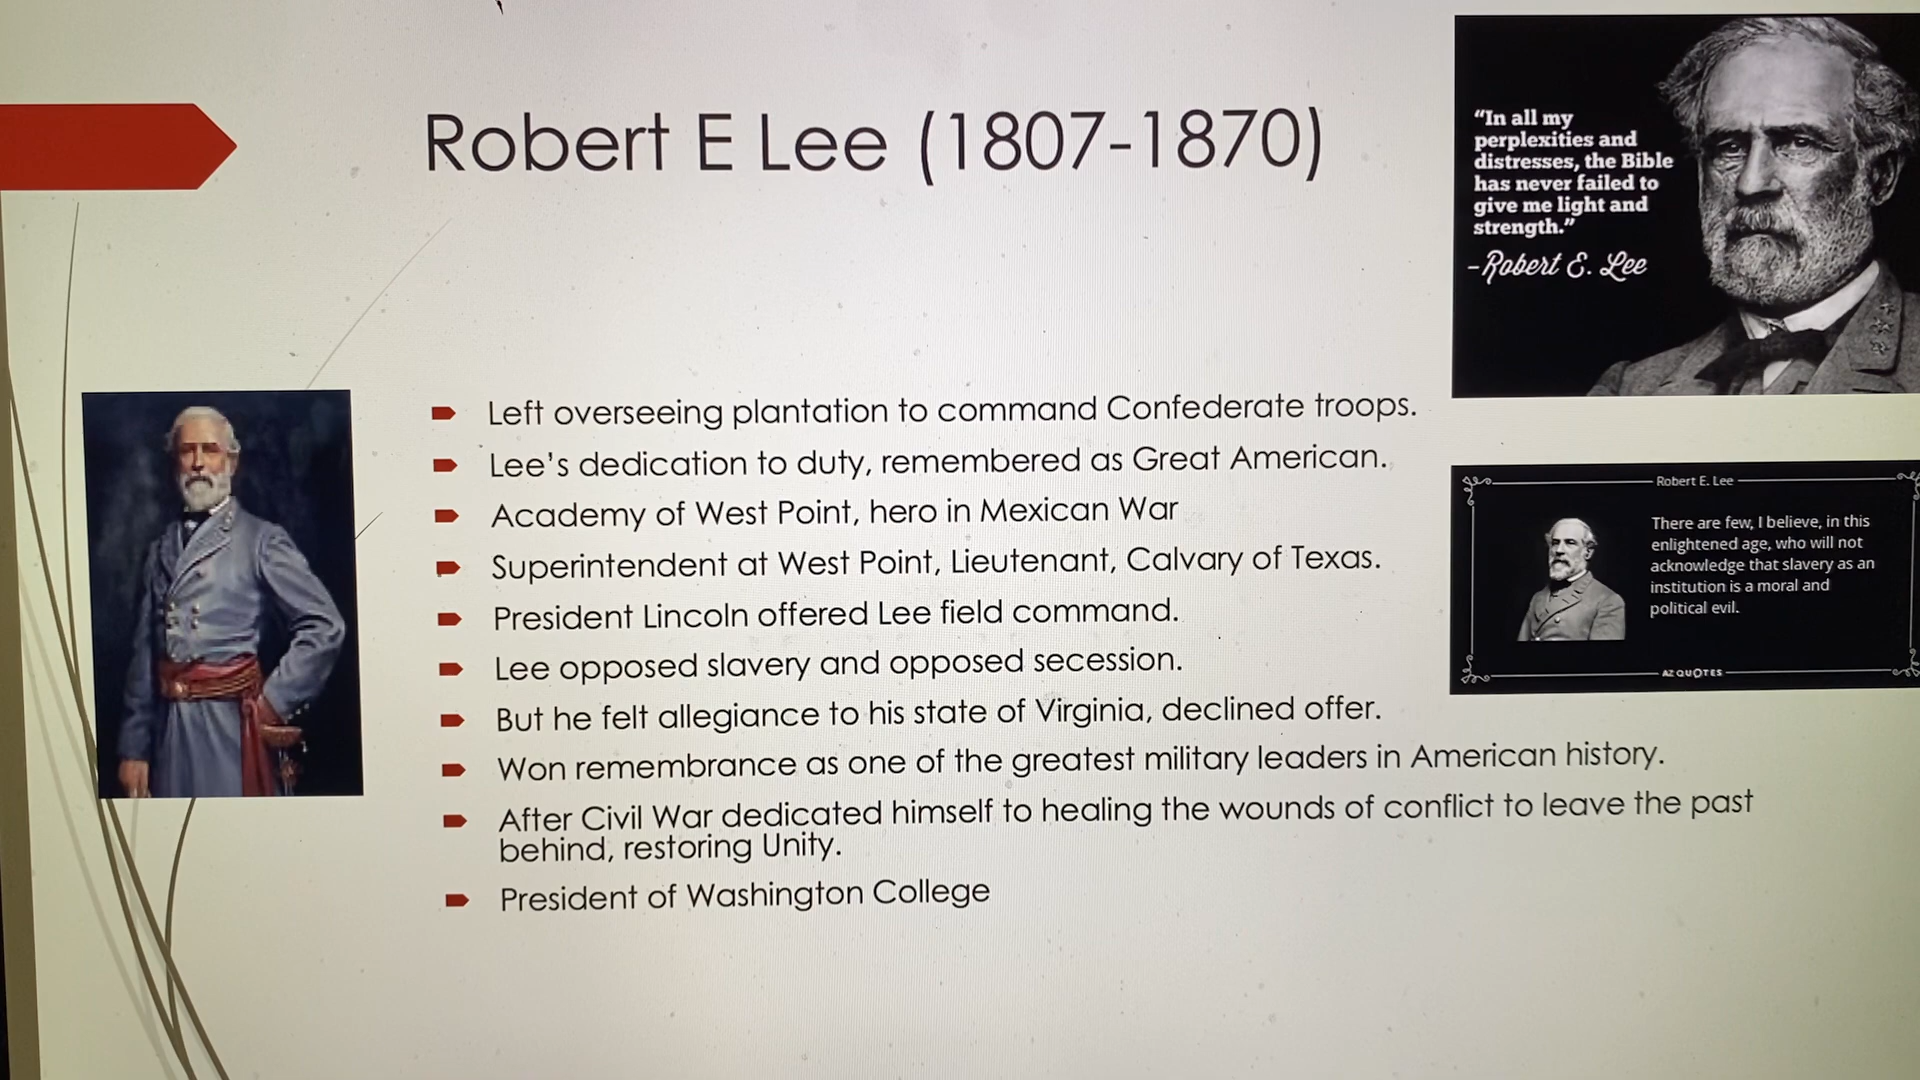 Robert E Lee (1807-1870)
“In all my
perplexities and
distresses, the Bible
has never failed to
give me light and
strength.”
-Robert E. Lee
Left overseeing plantation to command Confederate troops.
Lee's dedication to duty, remembered as Great American.
Academy of West Point, hero in Mexican War
Superintendent at West Point, Lieutenant, Calvary of Texas.
President Lincoln offered Lee field command.
Lee opposed slavery and opposed secession.
But he felt allegiance to his state of Virginia, declined offer.
Won remembrance as one of the greatest military leaders in American history.
After Civil War dedicated himself to healing the wounds of conflict to leave the past
behind, restoring Unity.
President of Washington College
Robert E. Lee
There are few, I believe, in this
enlightened age, who will not
acknowledge that slavery as an
institution is a moral and
political evil.
AZ QUOTES